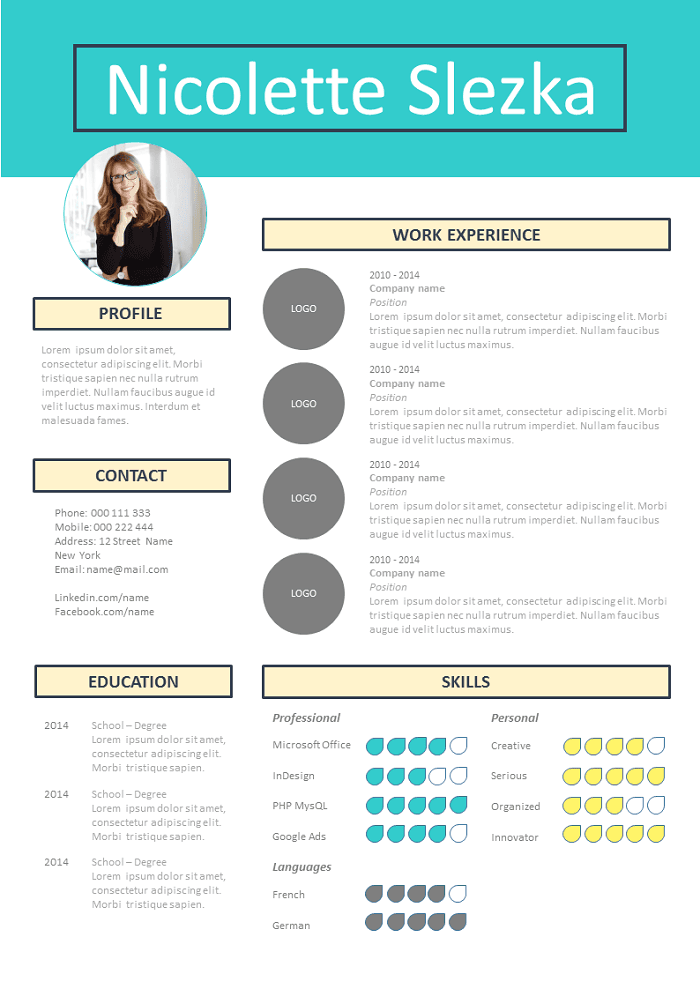 Nicolette Slezka
PROFILE
Lorem ipsum dolor sit amet,
consectetur adipiscing elit. Morbi
tristique sapien nec nulla rutrum
imperdiet. Nullam faucibus augue id
velit luctus maximus. Interdum et
malesuada fames.
CONTACT
Phone: 000 111 333
Mobile: 000 222 444
Address: 12 Street Name
New York
Email: name@mail.com
Linkedin.com/name
Facebook.com/name
WORK EXPERIENCE
LOGO
2010 - 2014
Company name
Position
Lorem ipsum dolor sit amet, consectetur adipiscing elit. Morbi
tristique sapien nec nulla rutrum imperdiet. Nullam faucibus
augue id velit luctus maximus.
LOGO
2010 - 2014
Company name
Position
Lorem ipsum dolor sit amet, consectetur adipiscing elit. Morbi
tristique sapien nec nulla rutrum imperdiet. Nullam faucibus
augue id velit luctus maximus.
LOGO
2010 - 2014
Company name
Position
Lorem ipsum dolor sit amet, consectetur adipiscing elit. Morbi
tristique sapien nec nulla rutrum imperdiet. Nullam faucibus
augue id velit luctus maximus.
LOGO
2010 - 2014
Company name
Position
Lorem ipsum dolor sit amet, consectetur adipiscing elit. Morbi
tristique sapien nec nulla rutrum imperdiet. Nullam faucibus
augue id velit luctus maximus.
EDUCATION
2014 School – Degree
Lorem ipsum dolor sit amet,
consectetur adipiscing elit.
Morbi tristique sapien.
2014 School – Degree
Lorem ipsum dolor sit amet,
consectetur adipiscing elit.
Morbi tristique sapien.
2014 School – Degree
Lorem ipsum dolor sit amet,
consectetur adipiscing elit.
Morbi tristique sapien.
SKILLS
Professional
Microsoft Office
InDesign
PHP MysQL
Google Ads
Languages
French
German
Personal
Creative
Serious
Organized
Innovator